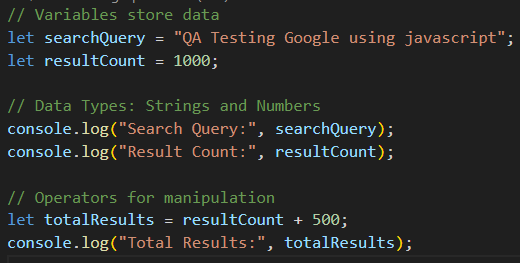 // Variables store data
let searchQuery = "QA Testing Google using javascript";
let resultCount = 1000;
// Data Types: Strings and Numbers
console.log("Search Query:", searchQuery);
console.log("Result Count:", resultCount);
// Operators for manipulation
let totalResults = resultCount + 500;
console.log("Total Results:", totalResults);